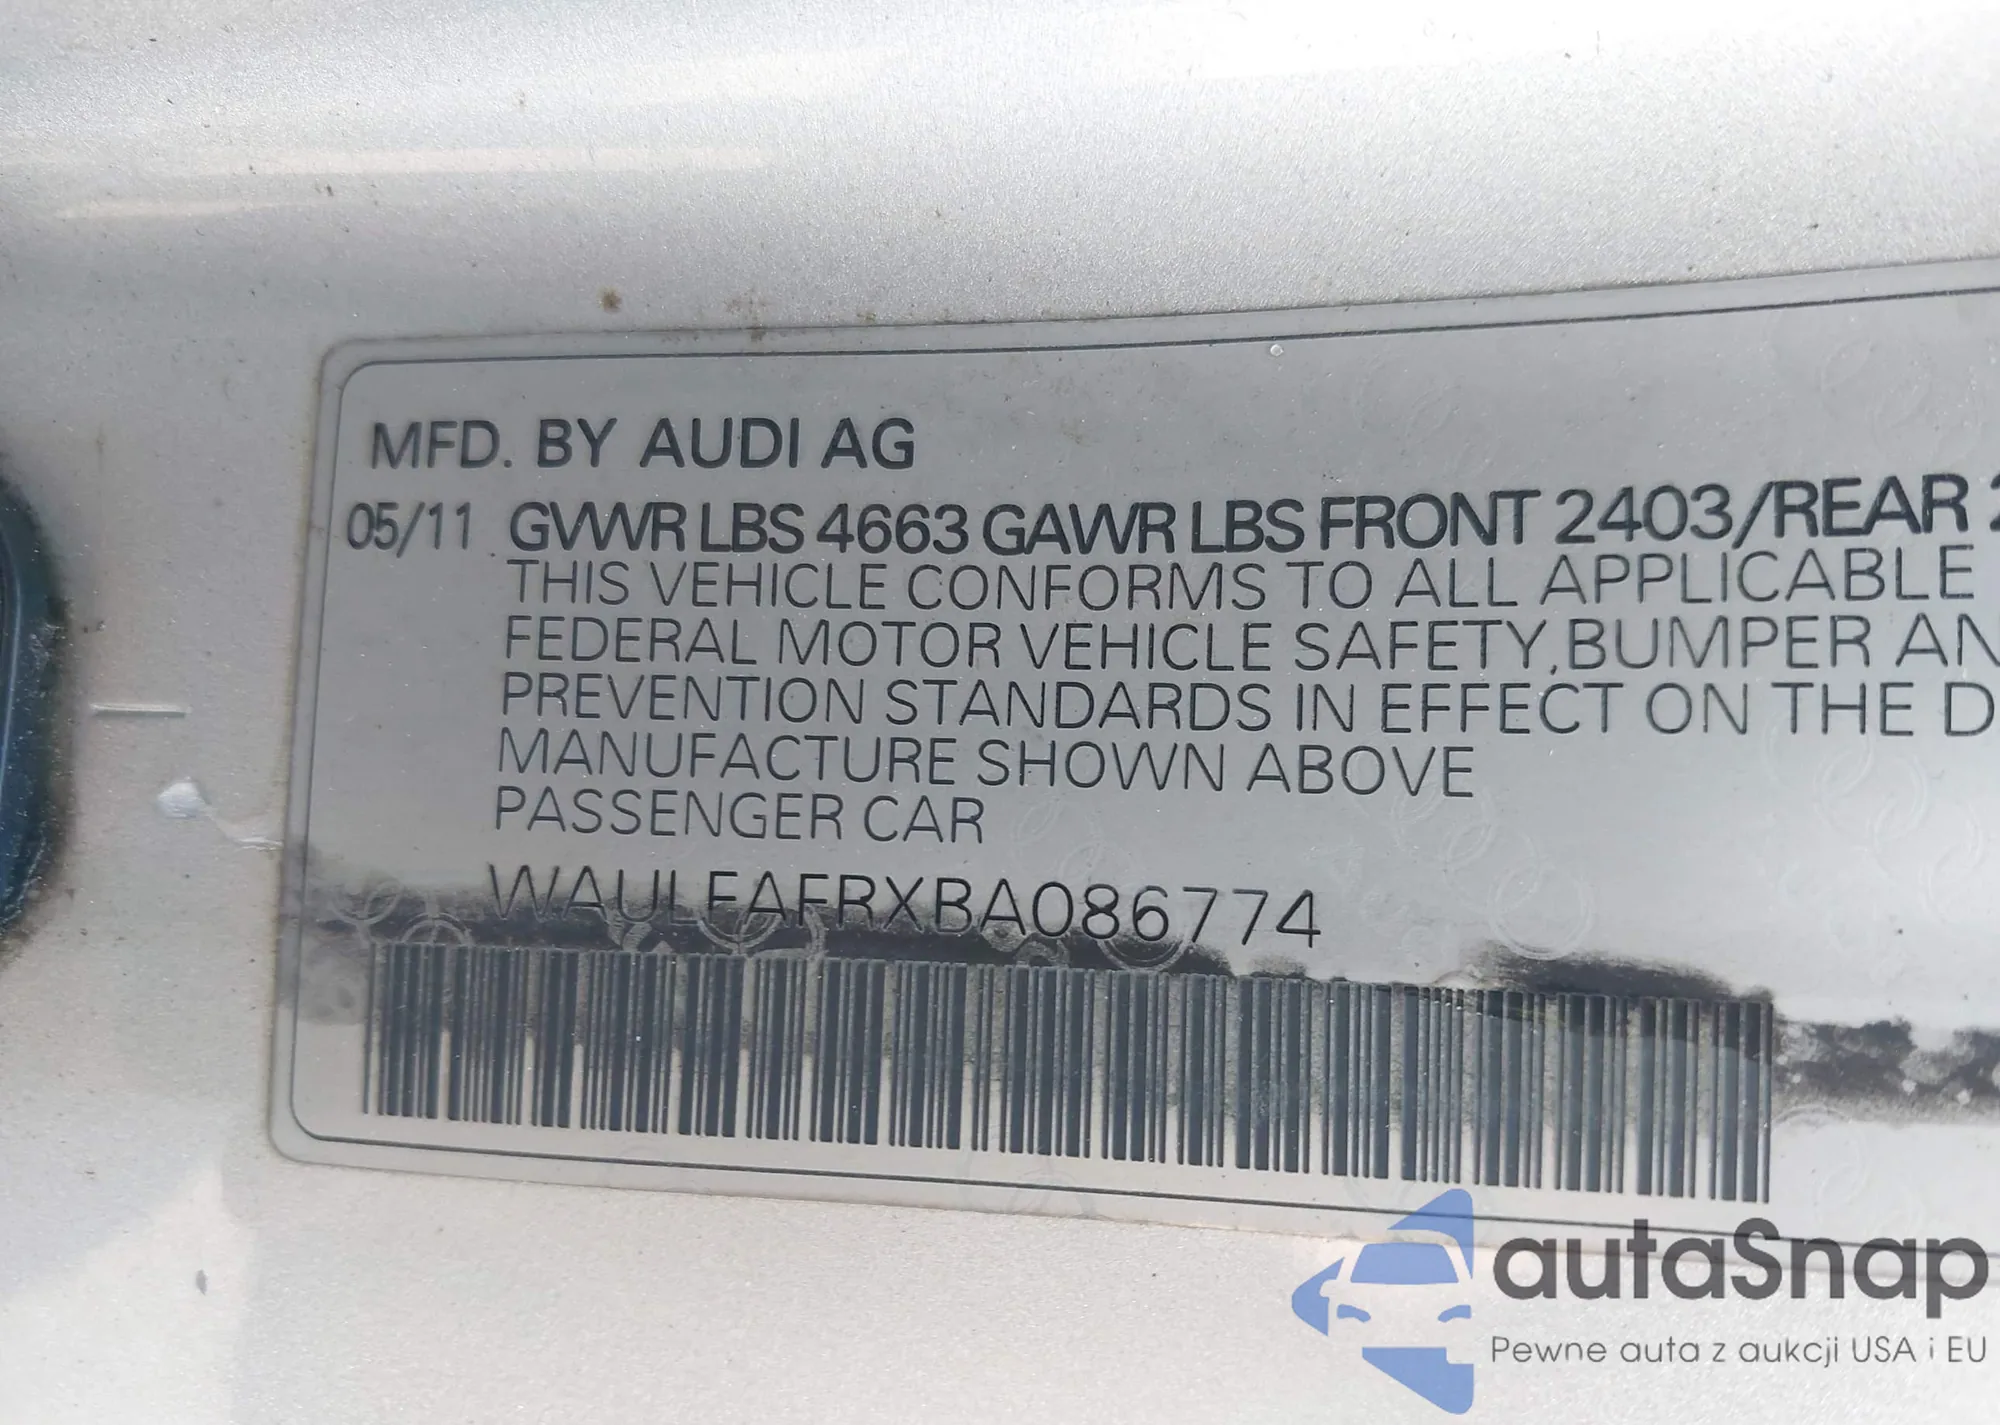 MFD. BY AUDI AG
05/11 GVWR LBS 4663 GAWR LBS FRONT 2403/REAR 2
THIS VEHICLE CONFORMS TO ALL APPLICABLE
FEDERAL MOTOR VEHICLE SAFETY,BUMPER AN
PREVENTION STANDARDS IN EFFECT ON THE D
MANUFACTURE SHOWN ABOVE
PASSENGER CAR
WAULFAFRXBA086774
autaSnap
Pewne auta z aukcji USA i EU